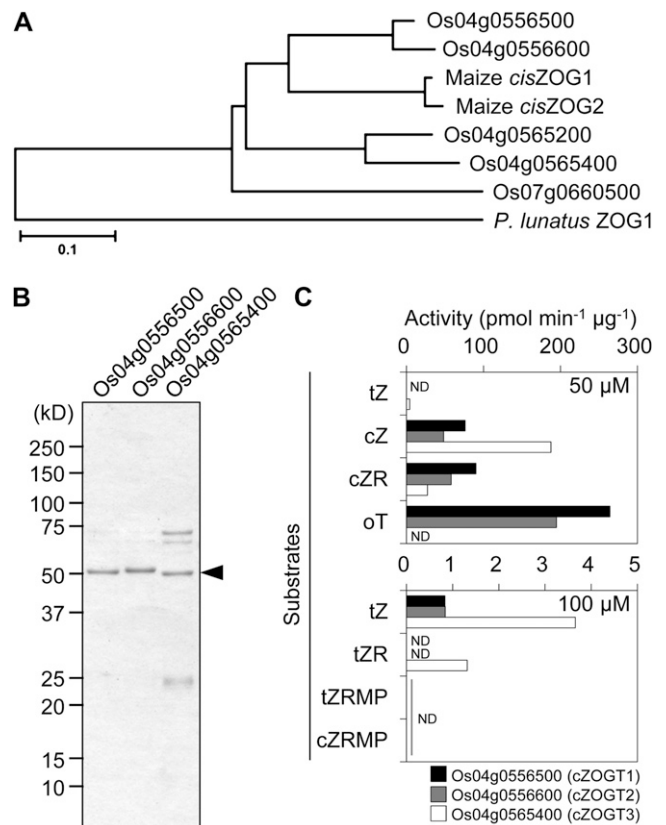 A
Os04g0556500
Os04g0556600
Maize cisZOG1
Maize cisZOG2
Os04g0565200
Os04g0565400
Os07g0660500
P. lunatus ZOG1
0.1
B
Os04g0556500
Os04g0556600
Os04g0565400
(kD)
250
150
100
75
50
37
25
20
15
10
C
Activity (pmol min⁻¹ μg⁻¹)
0 100 200 300
50 μM
Substrates
tZ
ND
cZ
cZR
oT
ND
0 1 2 3 4 5
100 μM
tZ
tZR
ND
ND
tZRMP
ND
cZRMP
Os04g0556500 (cZOGT1)
Os04g0556600 (cZOGT2)
Os04g0565400 (cZOGT3)